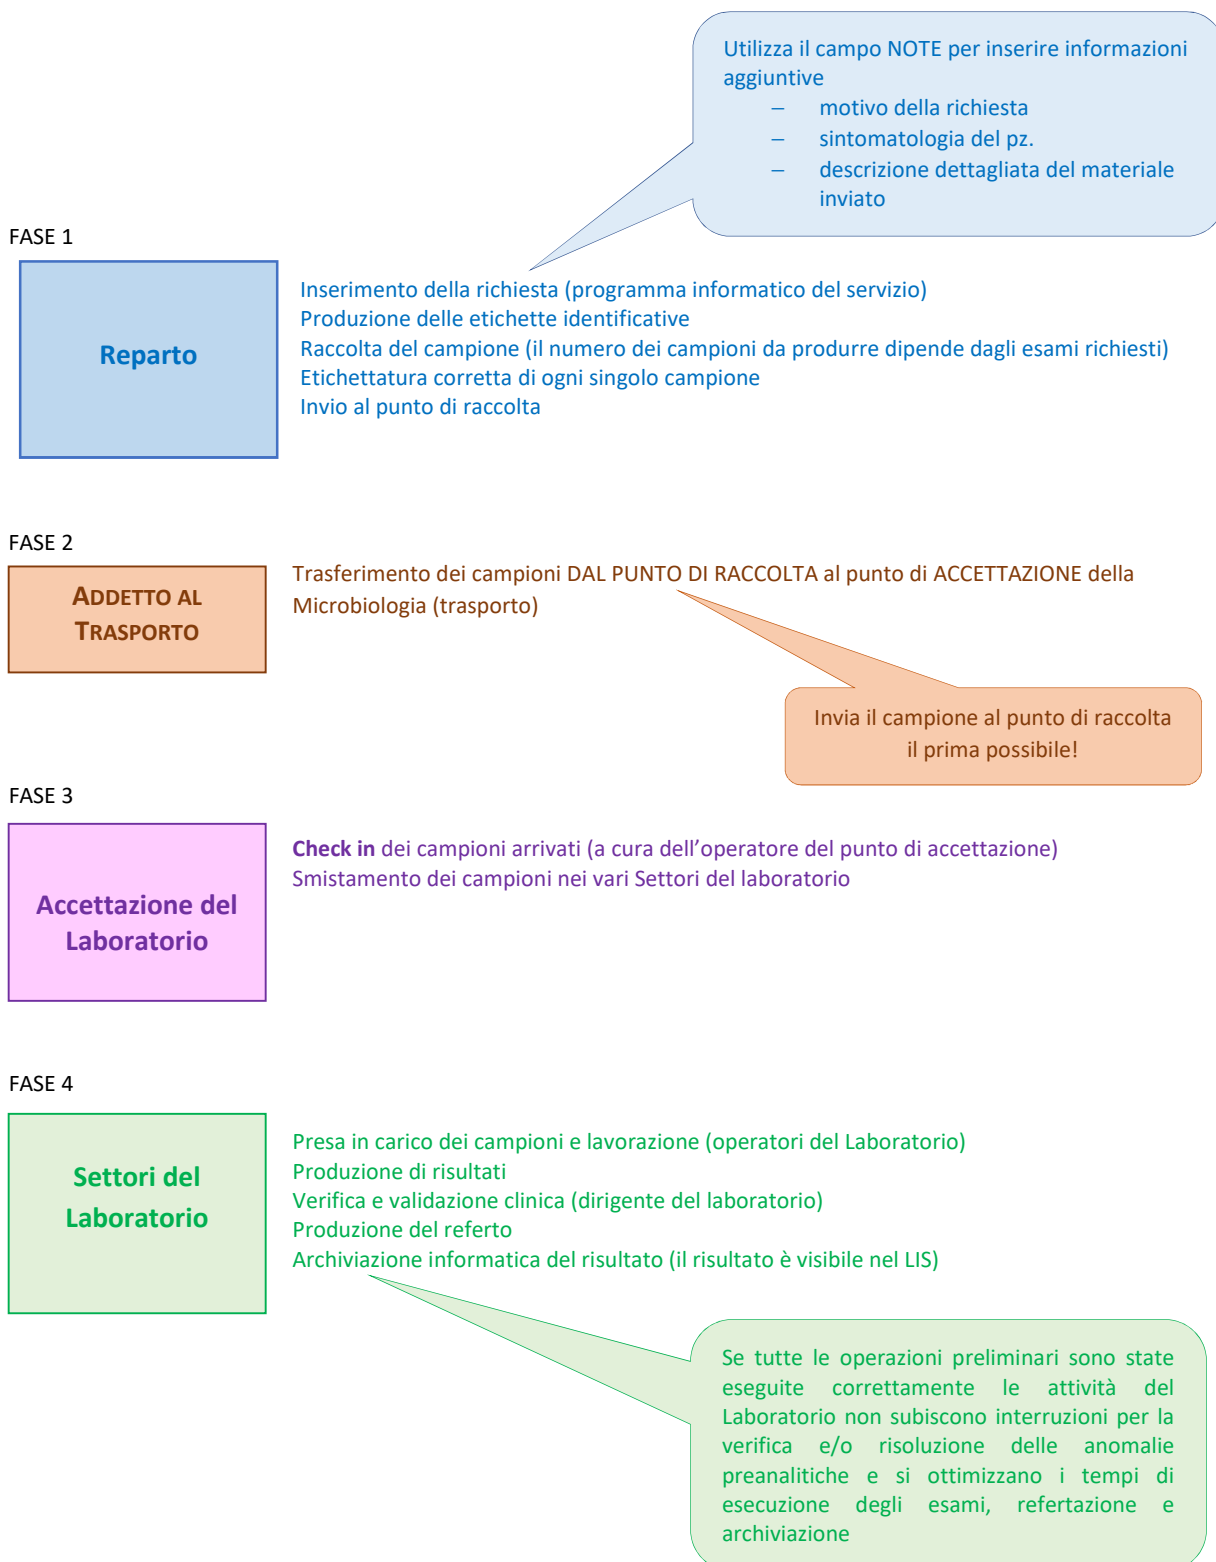 Utilizza il campo NOTE per inserire informazioni
aggiuntive
– motivo della richiesta
– sintomatologia del pz.
– descrizione dettagliata del materiale
inviato
FASE 1
Reparto
Inserimento della richiesta (programma informatico del servizio)
Produzione delle etichette identificative
Raccolta del campione (il numero dei campioni da produrre dipende dagli esami richiesti)
Etichettatura corretta di ogni singolo campione
Invio al punto di raccolta
FASE 2
ADDETTO AL
TRASPORTO
Trasferimento dei campioni DAL PUNTO DI RACCOLTA al punto di ACCETTAZIONE della
Microbiologia (trasporto)
Invia il campione al punto di raccolta
il prima possibile!
FASE 3
Accettazione del
Laboratorio
Check in dei campioni arrivati (a cura dell’operatore del punto di accettazione)
Smistamento dei campioni nei vari Settori del laboratorio
FASE 4
Settori del
Laboratorio
Presa in carico dei campioni e lavorazione (operatori del Laboratorio)
Produzione di risultati
Verifica e validazione clinica (dirigente del laboratorio)
Produzione del referto
Archiviazione informatica del risultato (il risultato è visibile nel LIS)
Se tutte le operazioni preliminari sono state
eseguite correttamente le attività del
Laboratorio non subiscono interruzioni per la
verifica e/o risoluzione delle anomalie
preanalitiche e si ottimizzano i tempi di
esecuzione degli esami, refertazione e
archiviazione